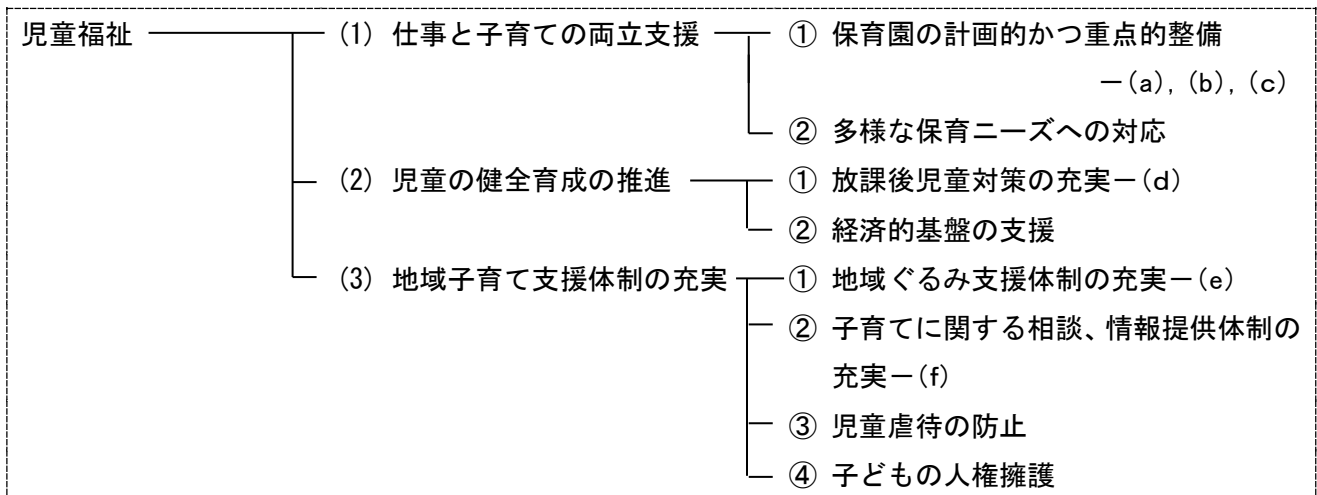 児童福祉 (1) 仕事と子育ての両立支援 ① 保育園の計画的かつ重点的整備
－(a), (b), (c)
② 多様な保育ニーズへの対応
(2) 児童の健全育成の推進 ① 放課後児童対策の充実－(d)
② 経済的基盤の支援
(3) 地域子育て支援体制の充実 ① 地域ぐるみ支援体制の充実－(e)
② 子育てに関する相談、情報提供体制の
充実－(f)
③ 児童虐待の防止
④ 子どもの人権擁護